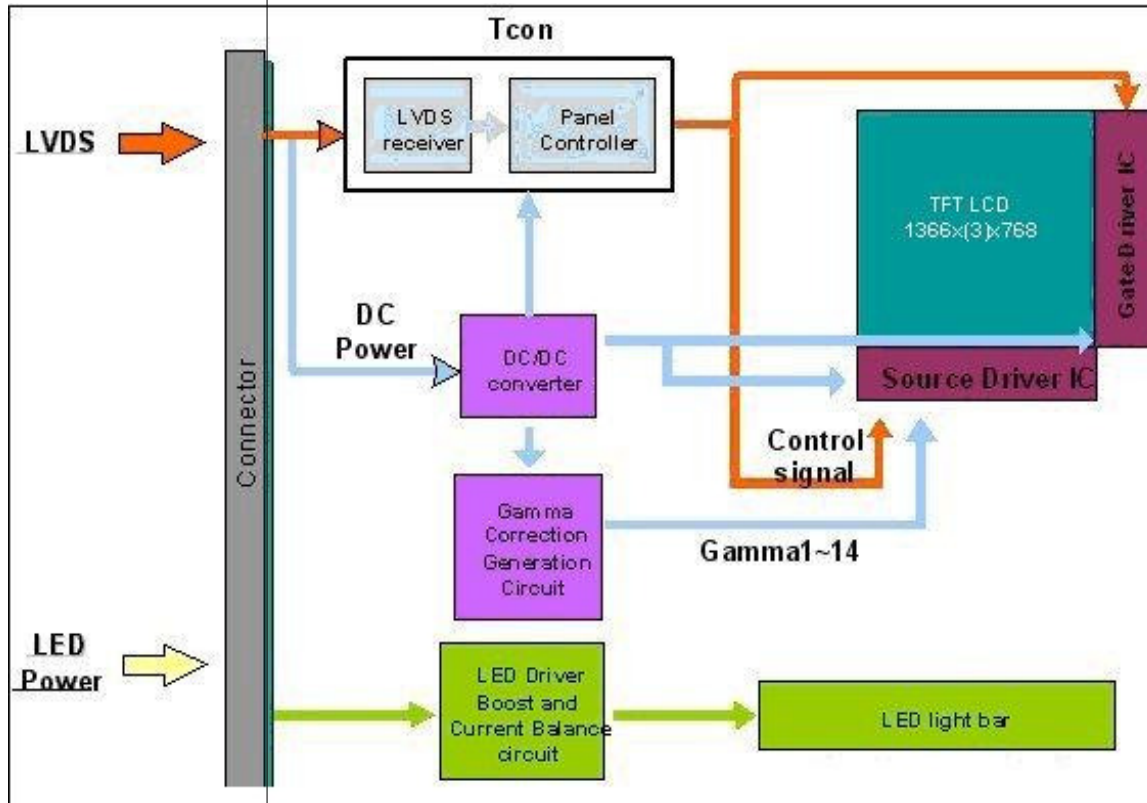 Tcon
LVDS
LVDS
receiver
Panel
Controller
TFT LCD
1366x(3)x768
Gate Driver IC
DC
Power
DC/DC
converter
Source Driver IC
Connector
Control
signal
Gamma
Correction
Generation
Circuit
Gamma1~14
LED
Power
LED Driver
Boost and
Current Balance
circuit
LED light bar